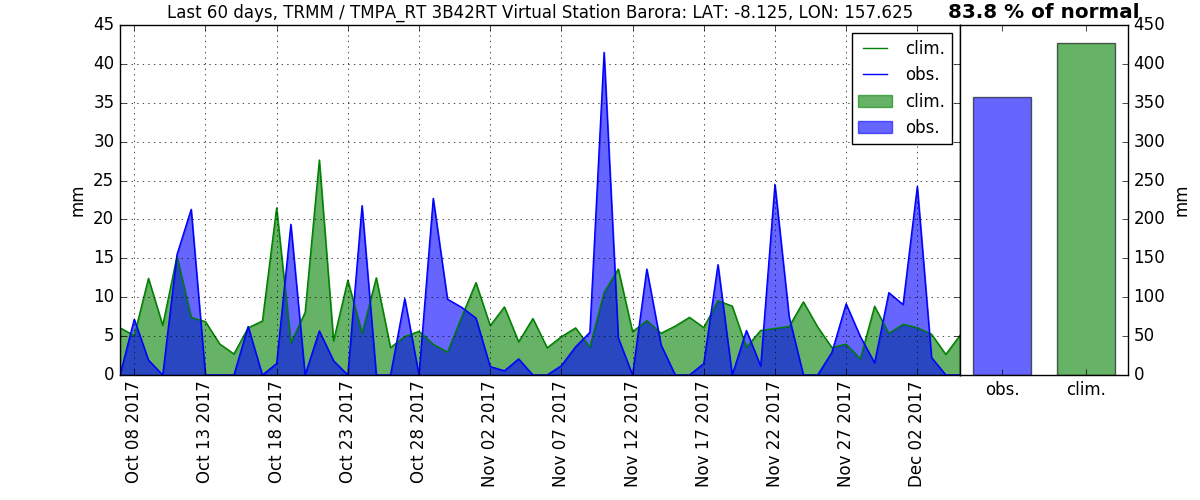 Last 60 days, TRMM / TMPA_RT 3B42RT Virtual Station Barora: LAT: -8.125, LON: 157.625
83.8 % of normal
45
40
35
30
25
20
15
10
5
0
mm
clim.
obs.
clim.
obs.
450
400
350
300
250
200
150
100
50
0
mm
Oct 08 2017
Oct 13 2017
Oct 18 2017
Oct 23 2017
Oct 28 2017
Nov 02 2017
Nov 07 2017
Nov 12 2017
Nov 17 2017
Nov 22 2017
Nov 27 2017
Dec 02 2017
obs.
clim.